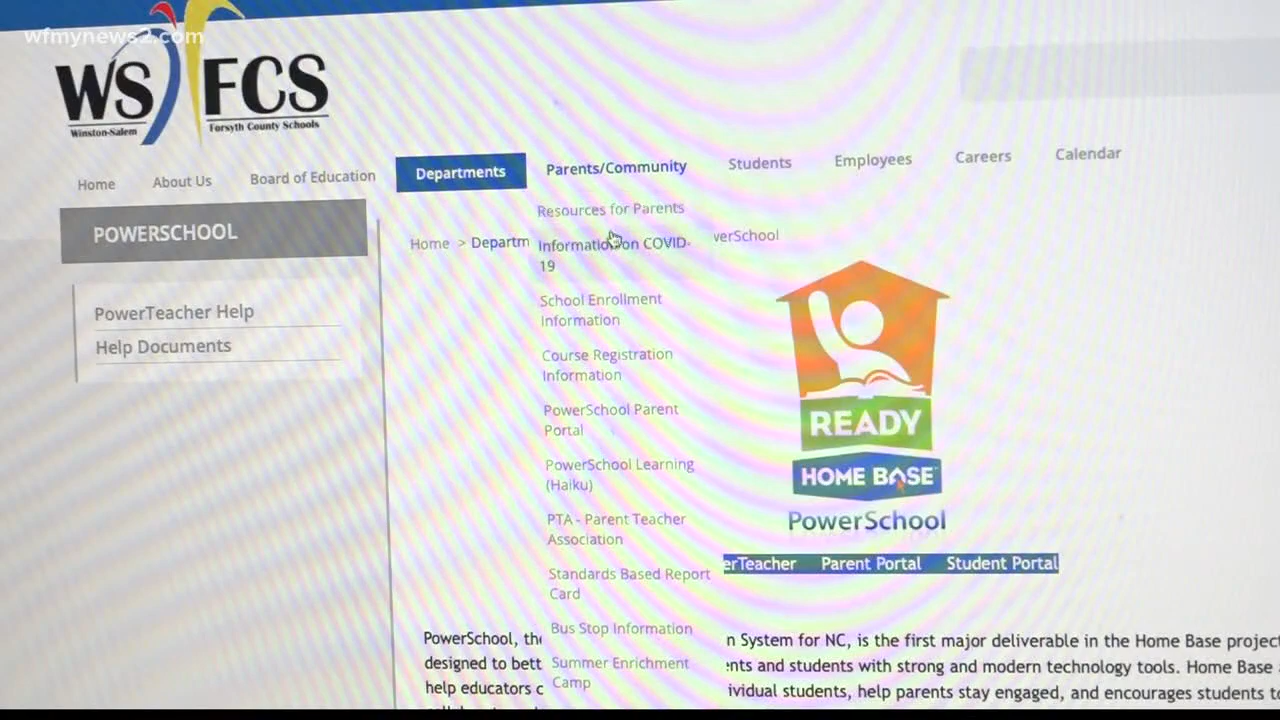 wfmynews2.com
WS FCS
Winston-Salem
Forsyth County Schools
Home About Us Board of Education Departments Parents/Community Students Employees Careers Calendar
POWERSCHOOL
PowerTeacher Help
Help Documents
Home > Departm
verSchool
Resources for Parents
Information on COVID-
19
School Enrollment
Information
Course Registration
Information
PowerSchool Parent
Portal
PowerSchool Learning
(Haiku)
PTA - Parent Teacher
Association
Standards Based Report
Card
Bus Stop Information
Summer Enrichment
Camp
READY
HOME BASE
PowerSchool
erTeacher Parent Portal Student Portal
PowerSchool, the n System for NC, is the first major deliverable in the Home Base project
designed to bett nts and students with strong and modern technology tools. Home Base
help educators c ividual students, help parents stay engaged, and encourages students to